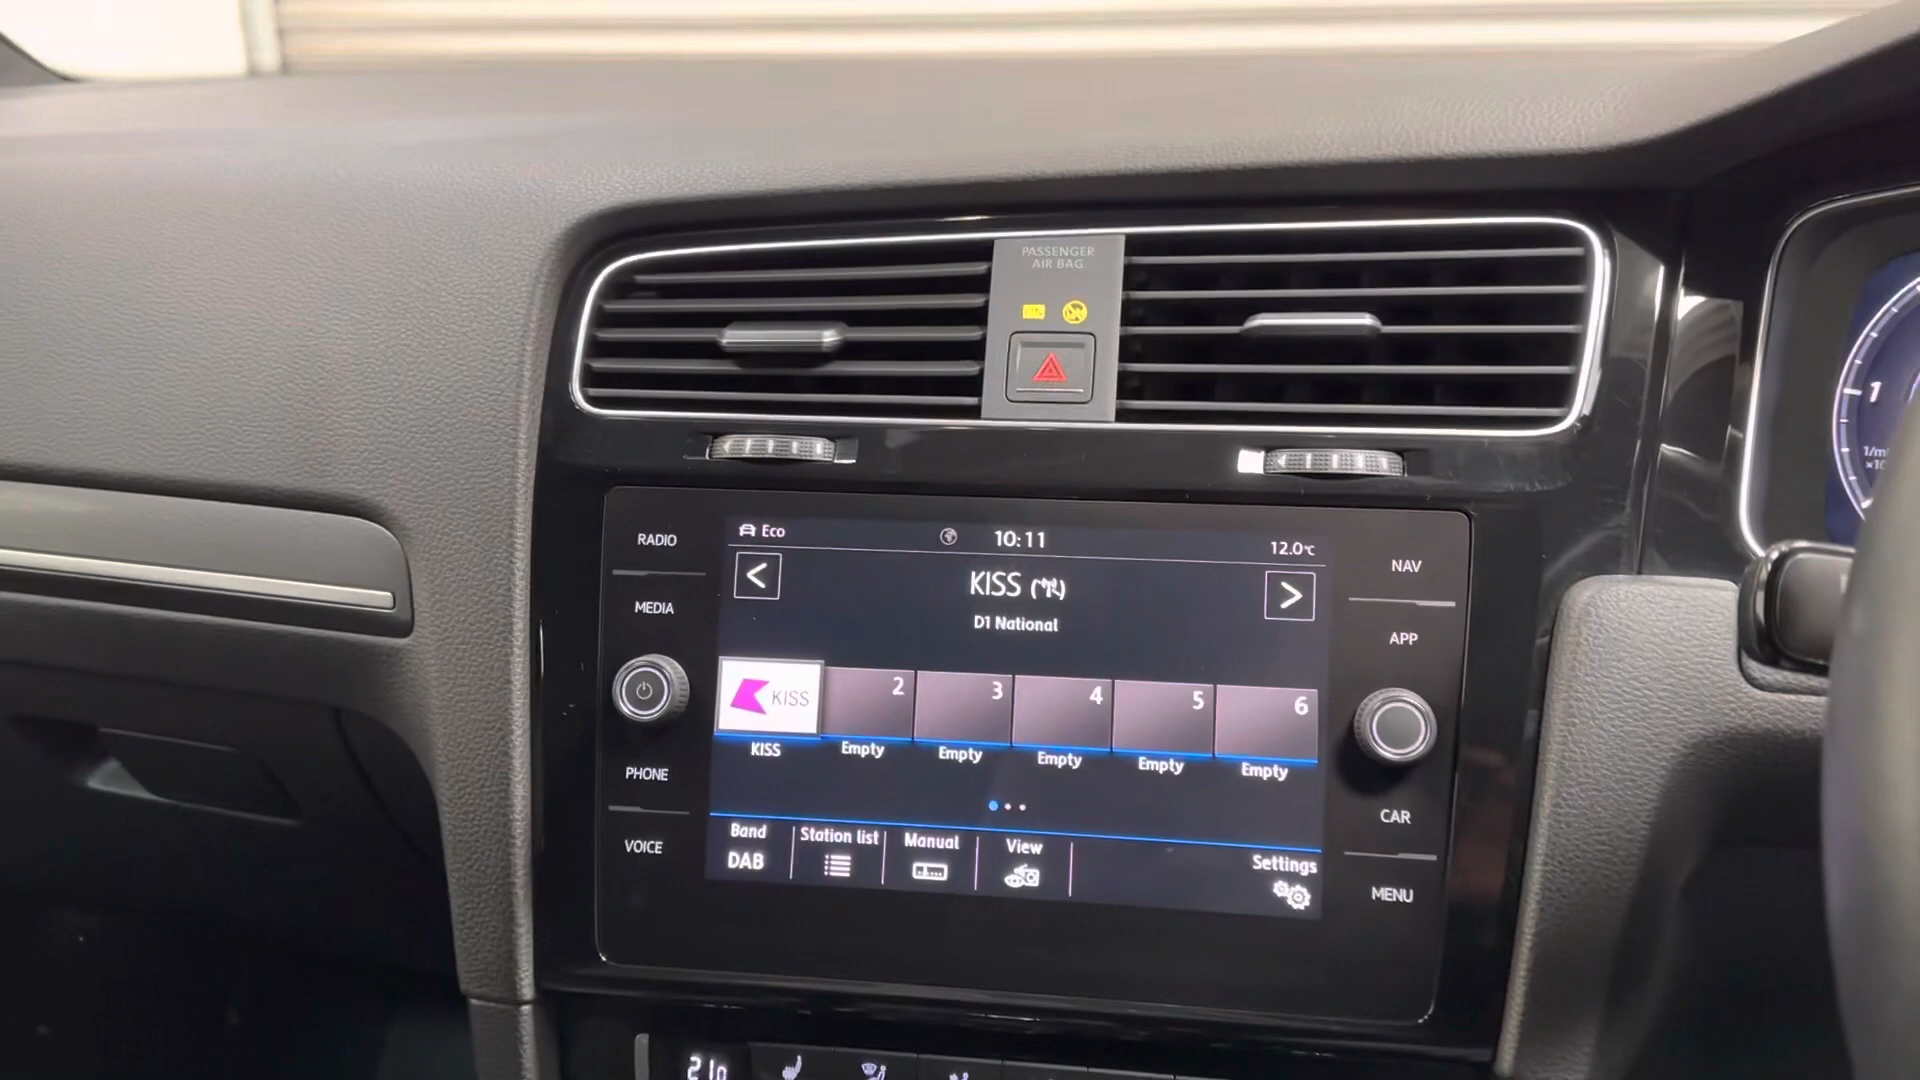 PASSENGER
AIR BAG
RADIO
MEDIA
PHONE
VOICE
Eco
10:11
12.0°C
<
KISS
>
D1 National
KISS
2
3
4
5
6
KISS
Empty
Empty
Empty
Empty
Empty
Band
DAB
Station list
Manual
View
Settings
NAV
APP
CAR
MENU
1